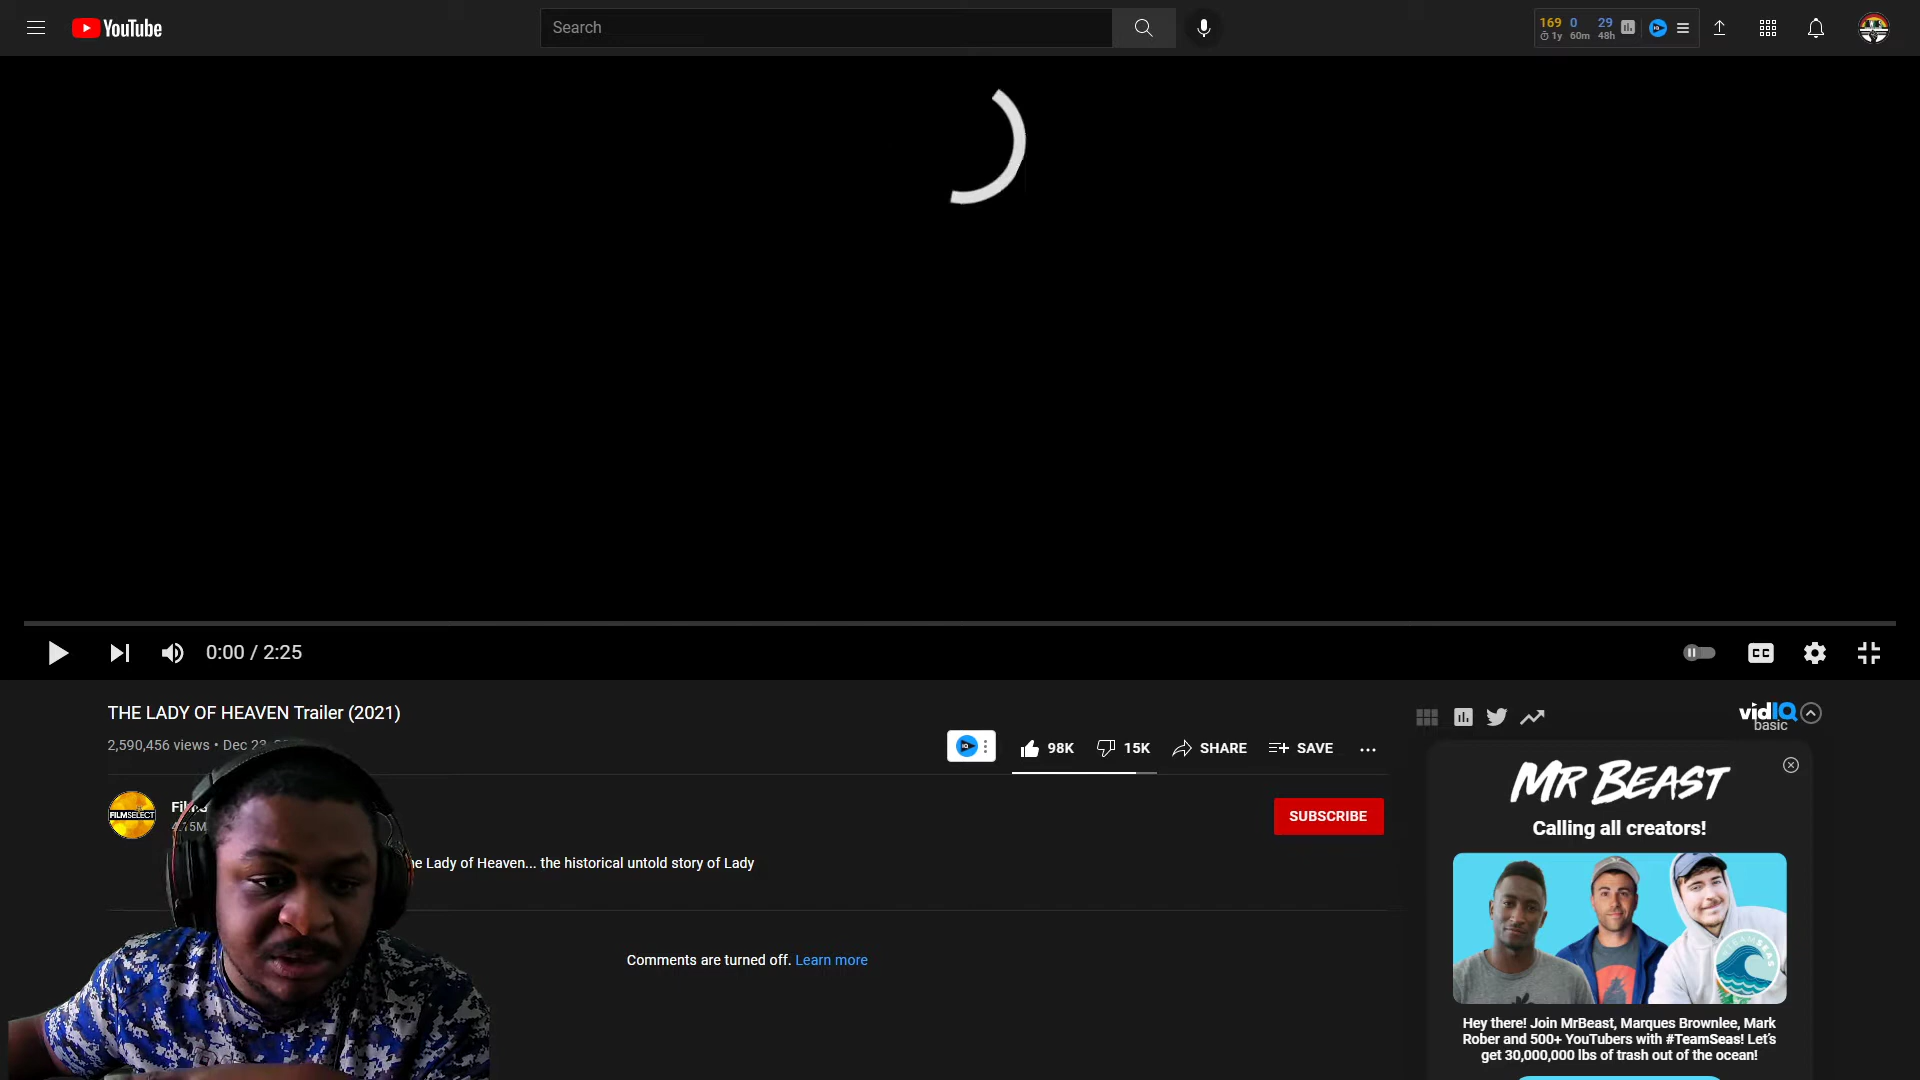 YouTube
Search
169 0 29
1y 60m 48h
0:00 / 2:25
CC
THE LADY OF HEAVEN Trailer (2021)
2,590,456 views • Dec 23,
98K
15K
SHARE
SAVE
vidIQ
basic
FILMSELECT
SUBSCRIBE
Lady of Heaven... the historical untold story of Lady
Comments are turned off. Learn more
MR BEAST
Calling all creators!
TEAMSEAS
Hey there! Join MrBeast, Marques Brownlee, Mark
Rober and 500+ YouTubers with #TeamSeas! Let's
get 30,000,000 lbs of trash out of the ocean!